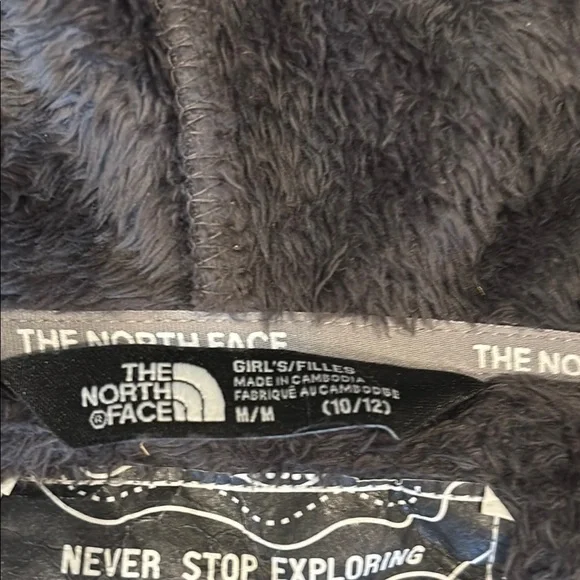 THE NORTH FACE
THE NO
THE
NORTH
®FACE
GIRL'S/FILLES
MADE IN CAMBODIA
FABRIQUÉ AU CAMBODGE
M/M (10/12)
NEVER STOP EXPLORING